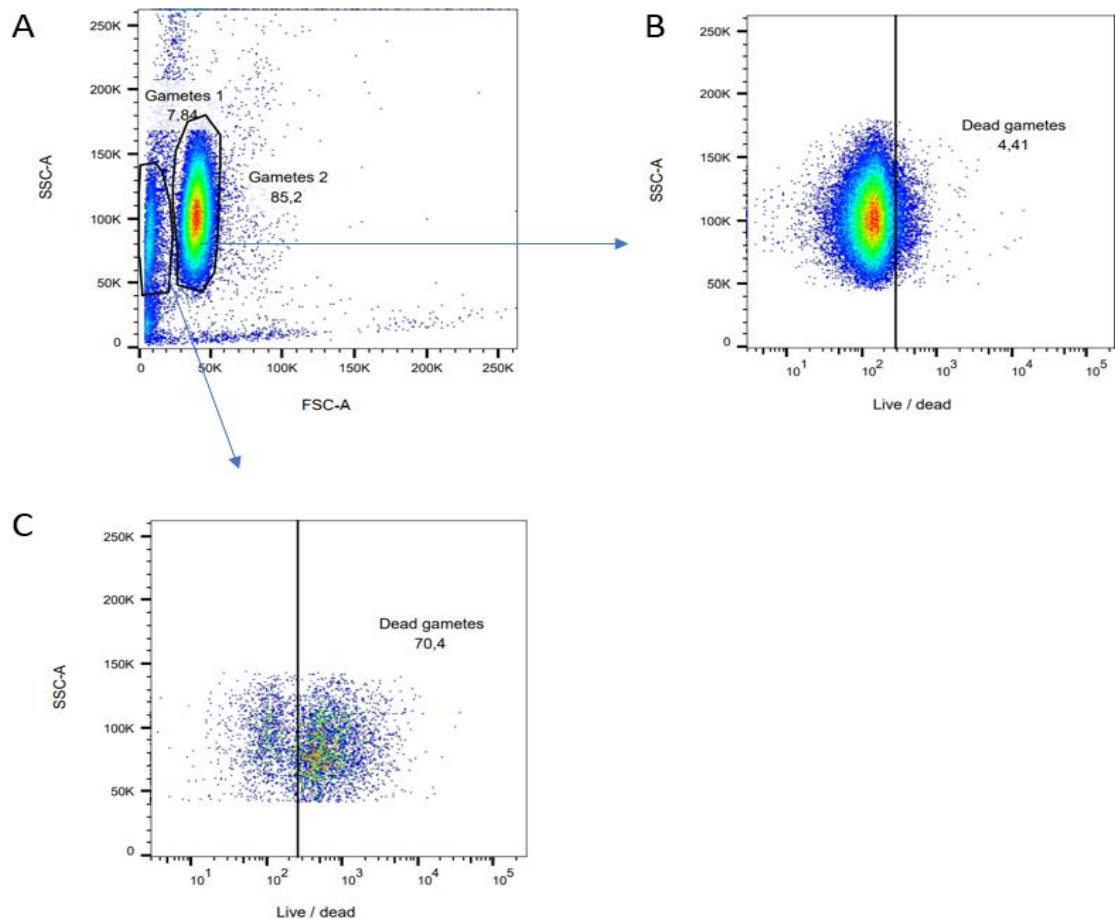 A
250K
200K
150K
100K
50K
0
SSC-A
Gametes 1
7,84
Gametes 2
85,2
0 50K 100K 150K 200K 250K
FSC-A
B
250K
200K
150K
100K
50K
0
SSC-A
Dead gametes
4,41
10¹ 10² 10³ 10⁴ 10⁵
Live / dead
C
250K
200K
150K
100K
50K
0
SSC-A
Dead gametes
70,4
10¹ 10² 10³ 10⁴ 10⁵
Live / dead